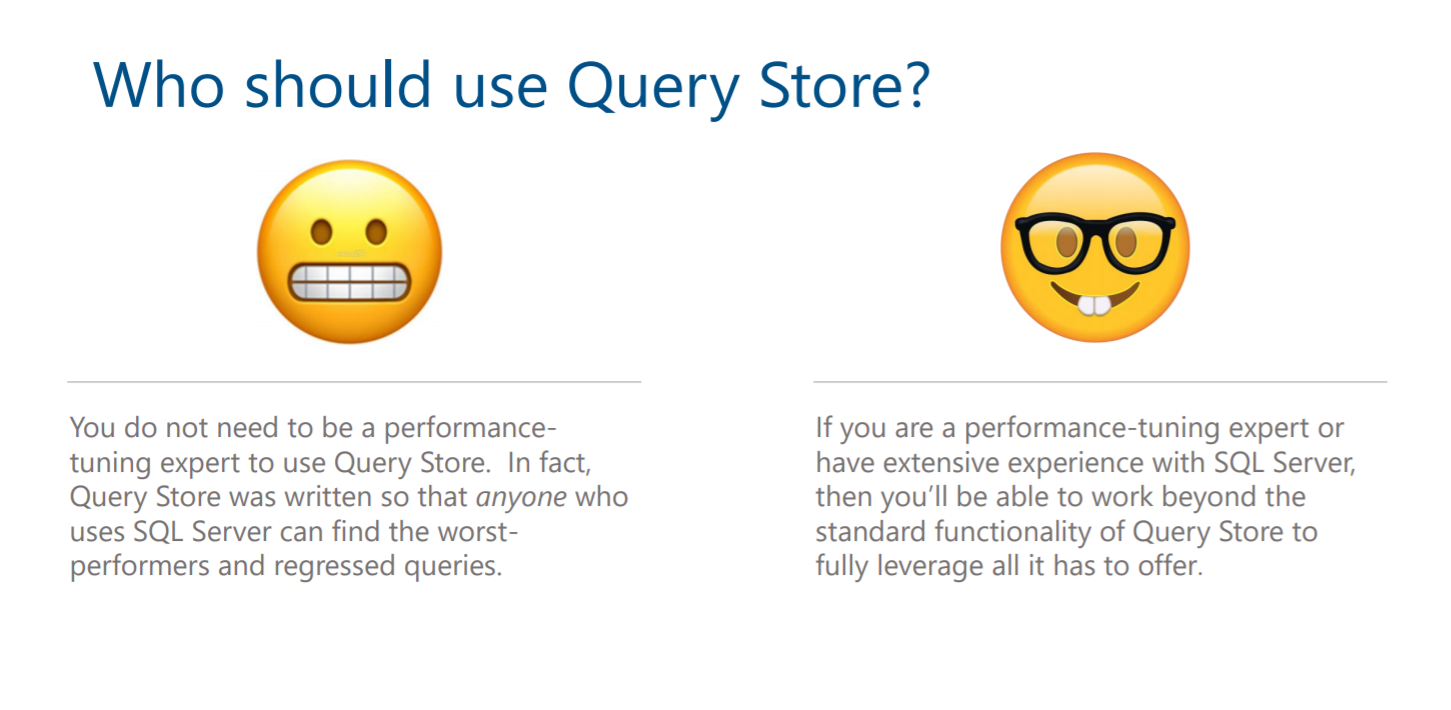 Who should use Query Store?
You do not need to be a performance-
tuning expert to use Query Store.  In fact,
Query Store was written so that anyone who
uses SQL Server can find the worst-
performers and regressed queries.
If you are a performance-tuning expert or
have extensive experience with SQL Server,
then you’ll be able to work beyond the
standard functionality of Query Store to
fully leverage all it has to offer.